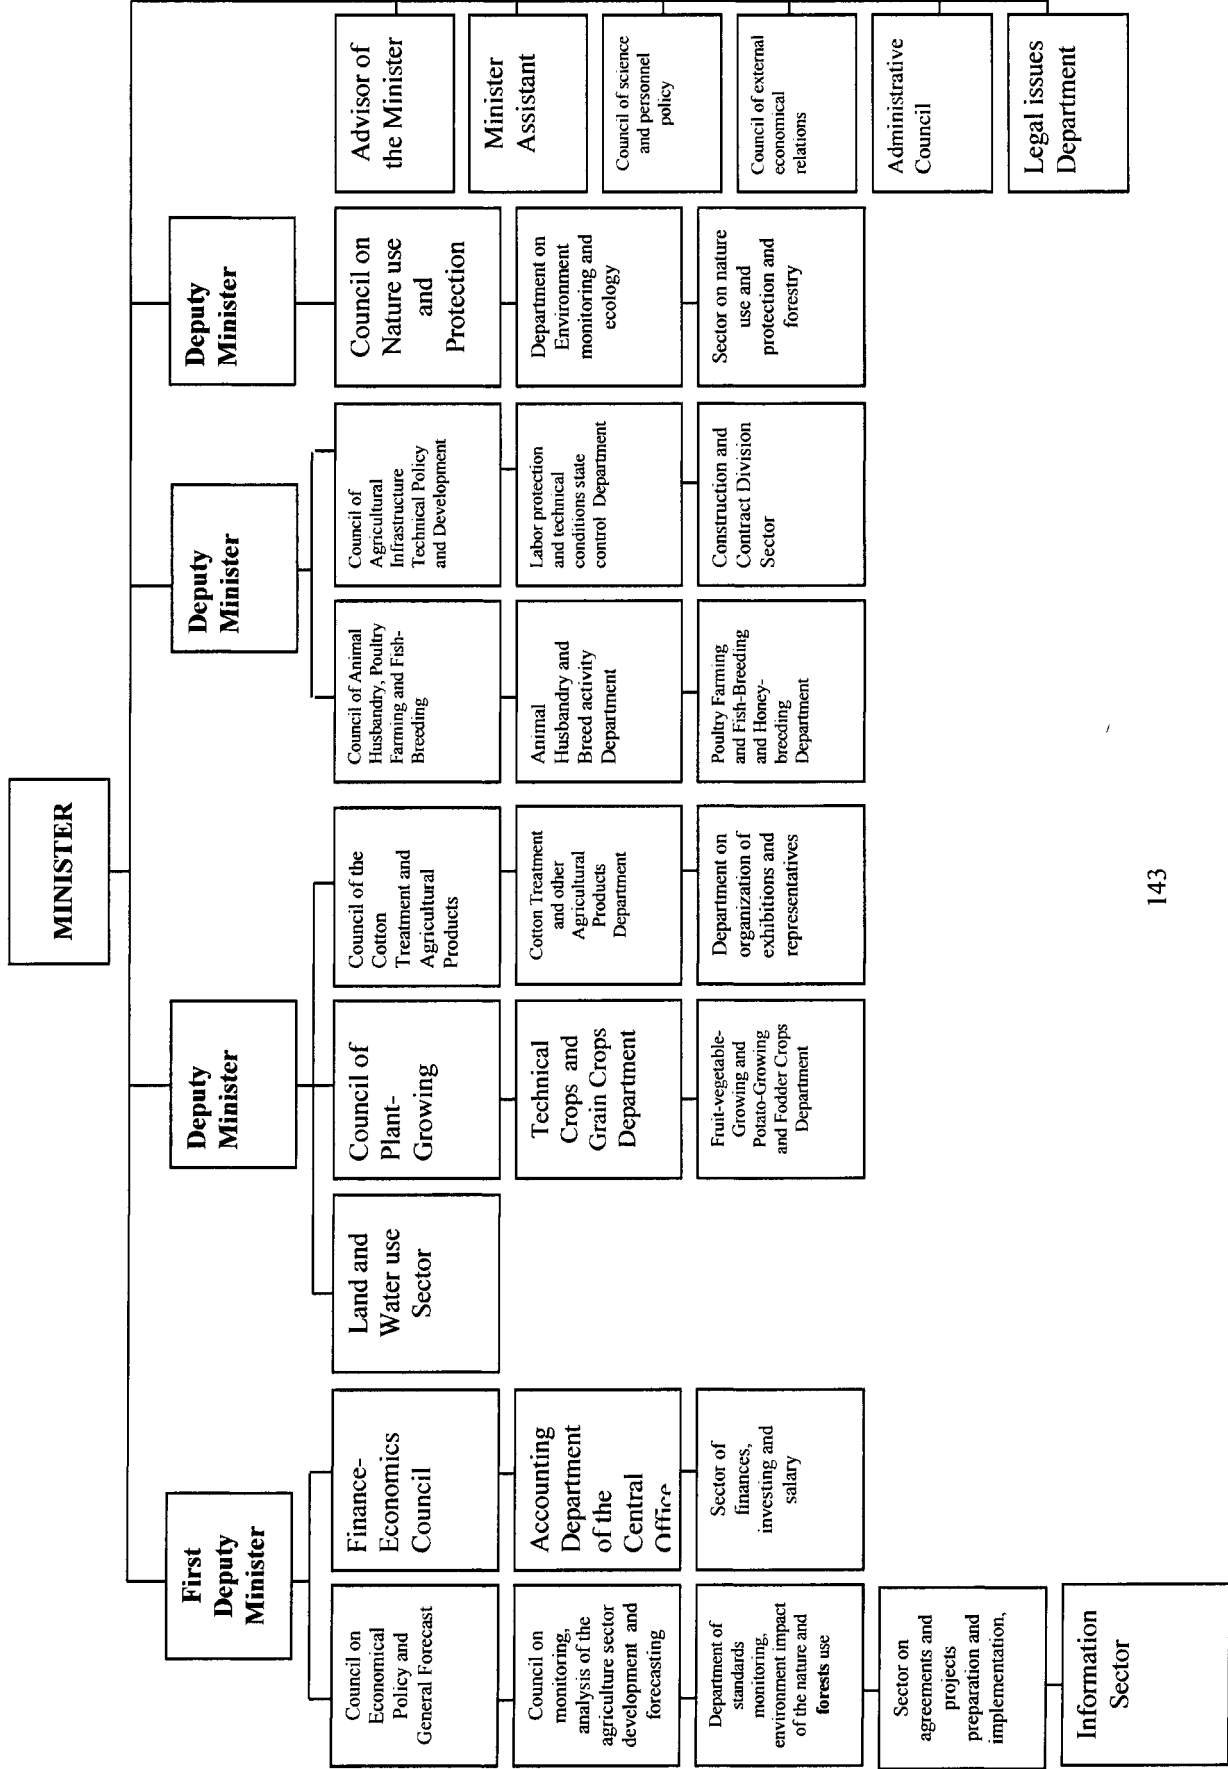 MINISTER
First
Deputy
Minister
Deputy
Minister
Deputy
Minister
Deputy
Minister
Council on
Economical
Policy and
General Forecast
Council on
monitoring,
analysis of the
agriculture sector
development and
forecasting
Department of
standards
monitoring,
environment impact
of the nature and
forests use
Sector on
agreements and
projects
preparation and
implementation,
Information
Sector
Finance-
Economics
Council
Accounting
Department
of the
Central
Office
Sector of
finances,
investing and
salary
Land and
Water use
Sector
Council of
Plant-
Growing
Technical
Crops and
Grain Crops
Department
Fruit-vegetable-
Growing and
Potato-Growing
and Fodder Crops
Department
Council of the
Cotton
Treatment and
Agricultural
Products
Cotton Treatment
and other
Agricultural
Products
Department
Department on
organization of
exhibitions and
representatives
Council of Animal
Husbandry, Poultry
Farming and Fish-
Breeding
Animal
Husbandry and
Breed activity
Department
Poultry Farming
and Fish-Breeding
and Honey-
breeding
Department
Council of
Agricultural
Infrastructure
Technical Policy
and Development
Labor protection
and technical
conditions state
control Department
Construction and
Contract Division
Sector
Council on
Nature use
and
Protection
Department on
Environment
monitoring and
ecology
Sector on nature
use and
protection and
forestry
Advisor of
the Minister
Minister
Assistant
Council of science
and personnel
policy
Council of external
economical
relations
Administrative
Council
Legal issues
Department
143